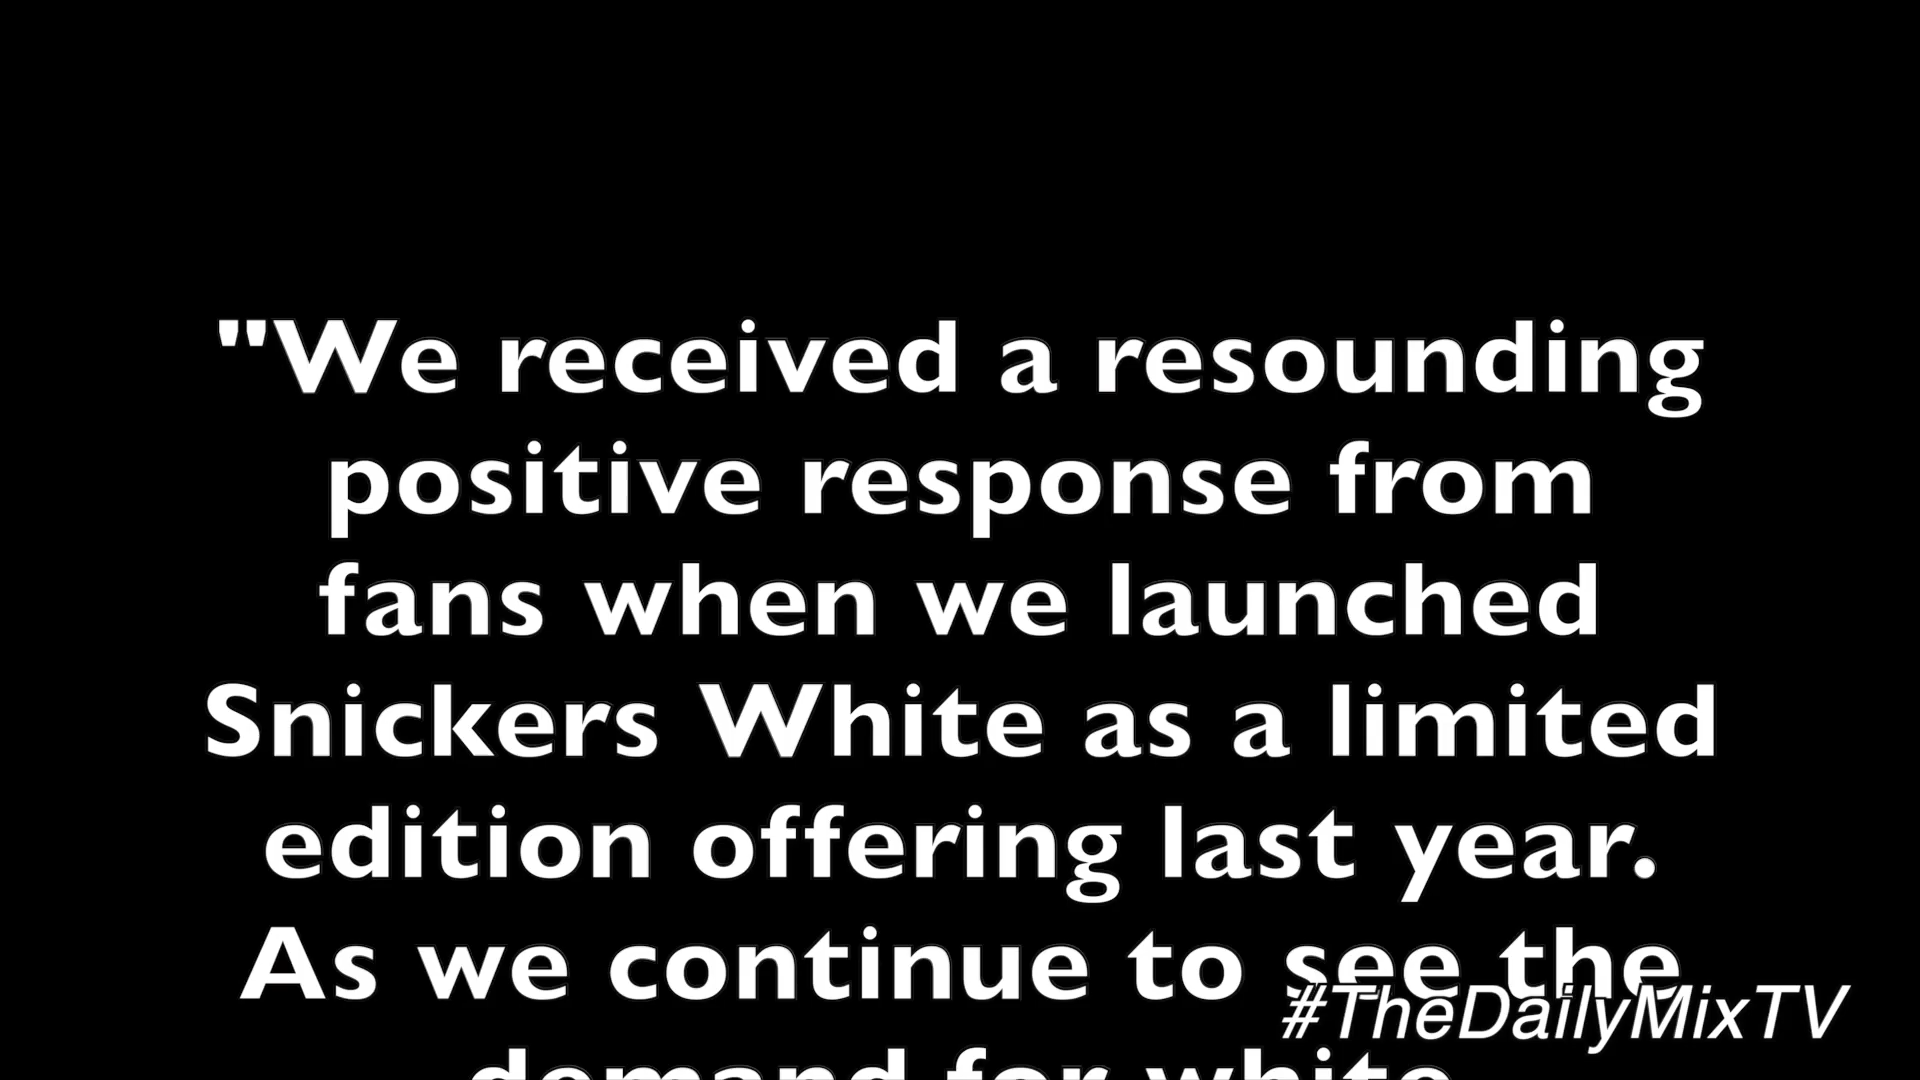 "We received a resounding
positive response from
fans when we launched
Snickers White as a limited
edition offering last year.
As we continue to see the
#TheDailyMixTV
demand for white